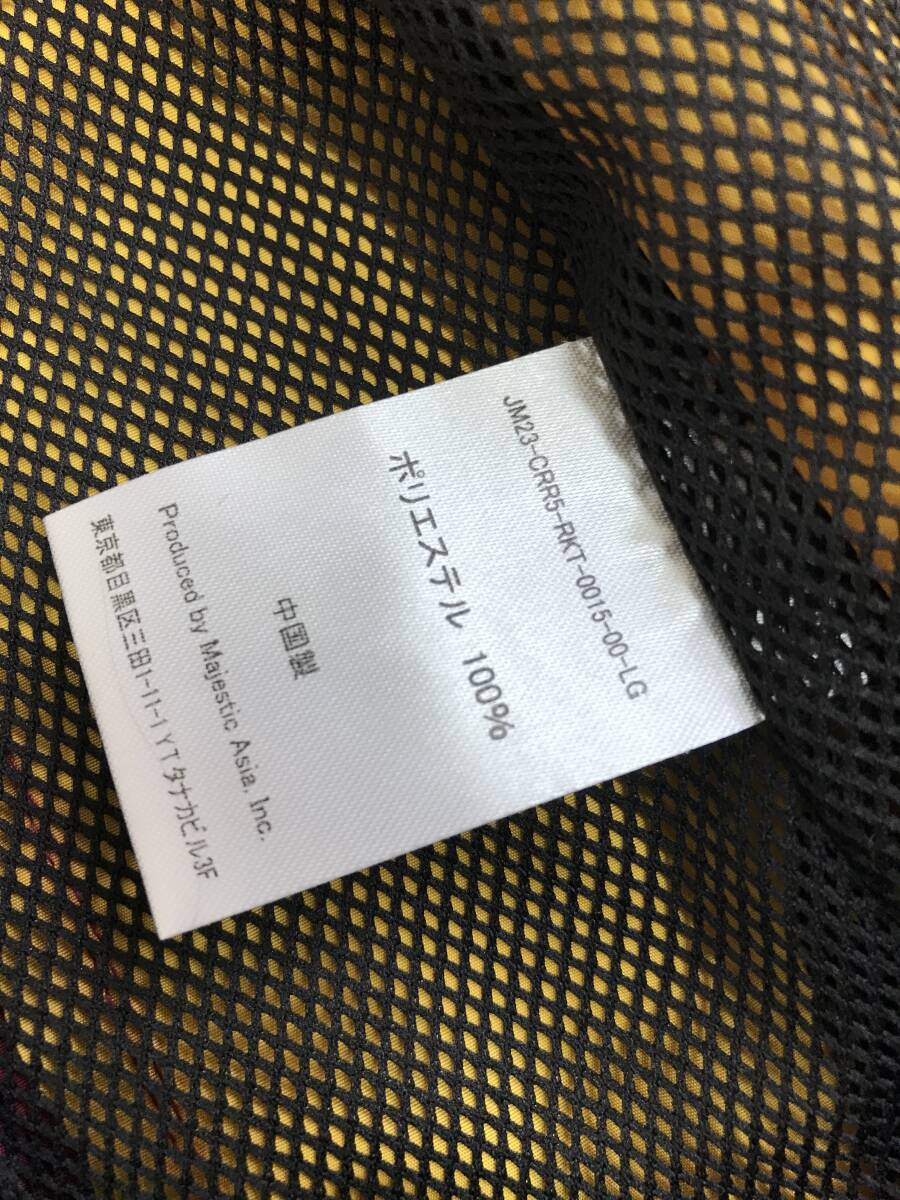 JM23-CRR5-RKT-0015-00-LG
ポリエステル 100%
中国製
Produced by Majestic Asia, Inc.
東京都目黒区三田1-11-1 YTタナカビル3F